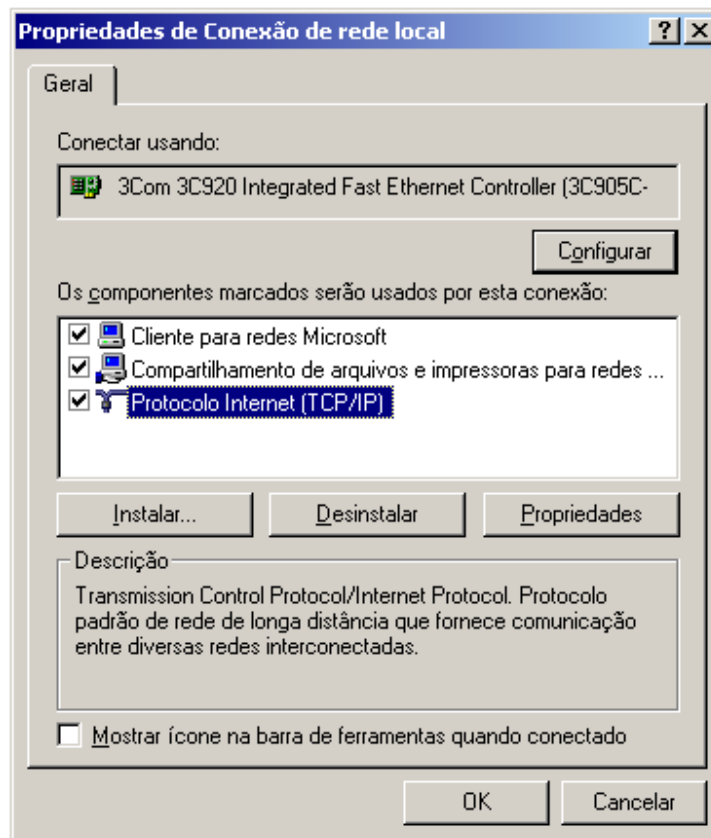 Propriedades de Conexão de rede local
Geral
Conectar usando:
3Com 3C920 Integrated Fast Ethernet Controller (3C905C-
Configurar
Os componentes marcados serão usados por esta conexão:
Cliente para redes Microsoft
Compartilhamento de arquivos e impressoras para redes ...
Protocolo Internet (TCP/IP)
Instalar... Desinstalar Propriedades
Descrição
Transmission Control Protocol/Internet Protocol. Protocolo
padrão de rede de longa distância que fornece comunicação
entre diversas redes interconectadas.
Mostrar ícone na barra de ferramentas quando conectado
OK Cancelar